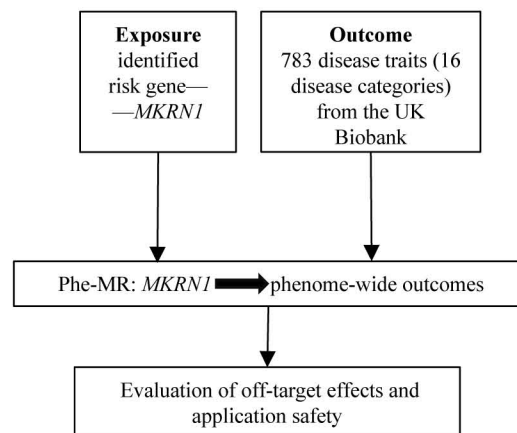 Exposure
identified
risk gene—
—MKRN1
Outcome
783 disease traits (16
disease categories)
from the UK
Biobank
Phe-MR: MKRN1 phenome-wide outcomes
Evaluation of off-target effects and
application safety